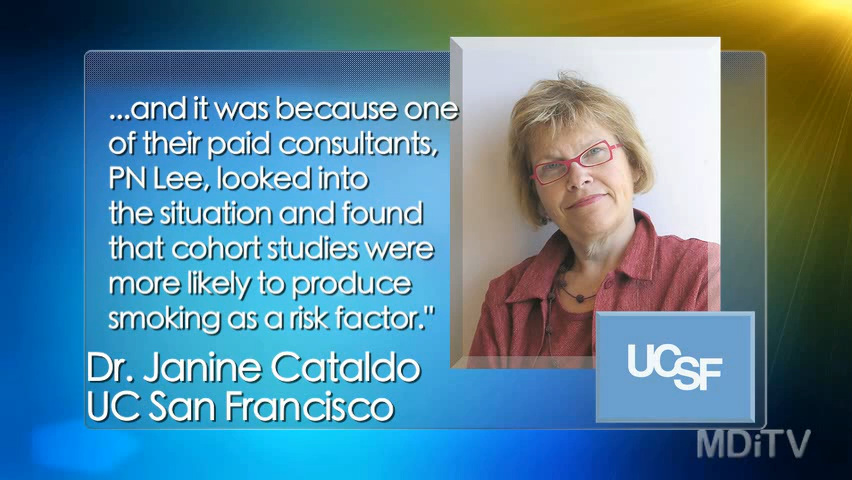 ...and it was because one
of their paid consultants,
PN Lee, looked into
the situation and found
that cohort studies were
more likely to produce
smoking as a risk factor."
Dr. Janine Cataldo
UC San Francisco
UCSF
MDiTV